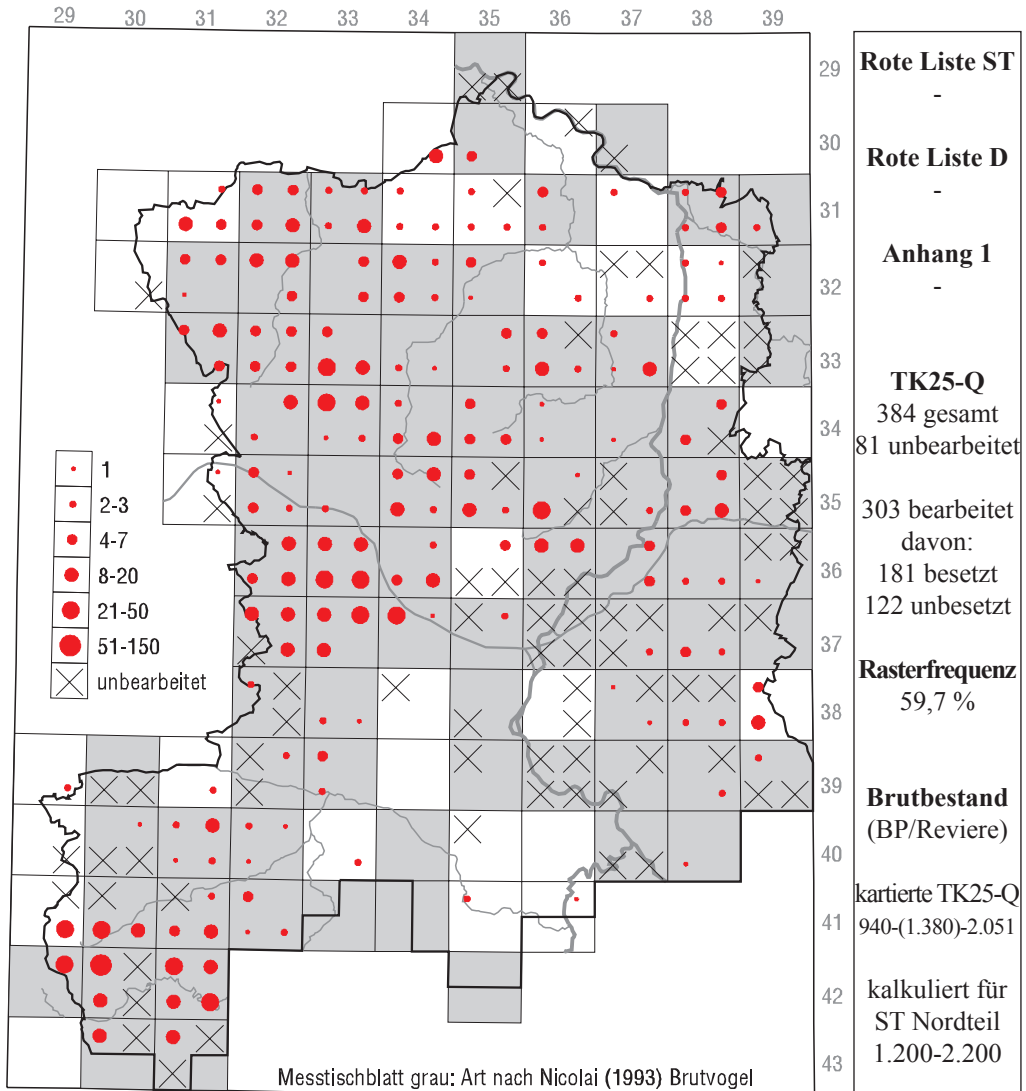 29 30 31 32 33 34 35 36 37 38 39
29
30
31
32
33
34
35
36
37
38
39
40
41
42
43
1
2-3
4-7
8-20
21-50
51-150
unbearbeitet
Messtischblatt grau: Art nach Nicolai (1993) Brutvogel
Rote Liste ST
-
Rote Liste D
-
Anhang 1
-
TK25-Q
384 gesamt
81 unbearbeitet
303 bearbeitet
davon:
181 besetzt
122 unbesetzt
Rasterfrequenz
59,7 %
Brutbestand
(BP/Reviere)
kartierte TK25-Q
940-(1.380)-2.051
kalkuliert für
ST Nordteil
1.200-2.200